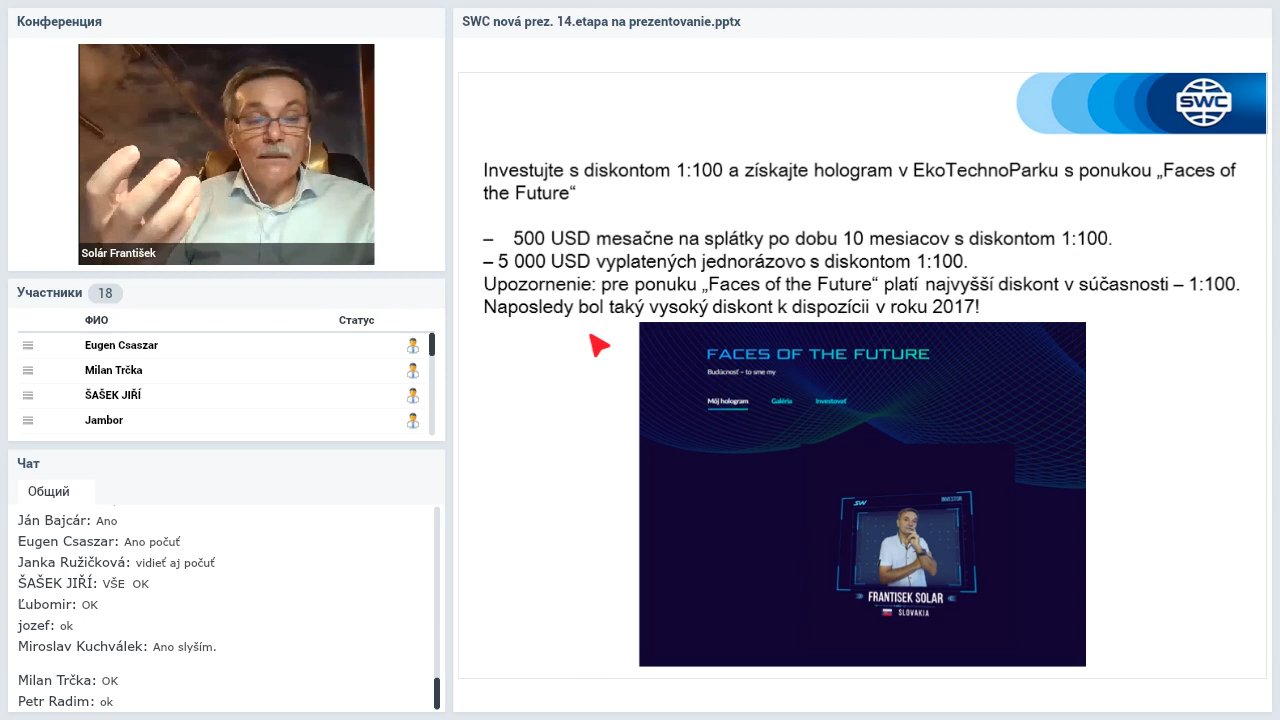 Конференция
Solár František
Участники 18
ФИО Статус
Eugen Csaszar
Milan Trčka
ŠAŠEK JIŘÍ
Jambor
Чат
Общий
Ján Bajcár: Ano
Eugen Csaszar: Ano počuť
Janka Ružičková: vidieť aj počuť
ŠAŠEK JIŘÍ: VŠE OK
Ľubomir: OK
jozef: ok
Miroslav Kuchválek: Ano slyším.
Milan Trčka: OK
Petr Radim: ok
SWC nová prez. 14.etapa na prezentovanie.pptx
SWC
Investujte s diskontom 1:100 a získajte hologram v EkoTechnoParku s ponukou „Faces of
the Future“
– 500 USD mesačne na splátky po dobu 10 mesiacov s diskontom 1:100.
– 5 000 USD vyplatených jednorázovo s diskontom 1:100.
Upozornenie: pre ponuku „Faces of the Future“ platí najvyšší diskont v súčasnosti – 1:100.
Naposledy bol taký vysoký diskont k dispozícii v roku 2017!
FACES OF THE FUTURE
Budúcnosť – to sme my
Môj hologram Galéria Investovať
SW INVESTOR
FRANTISEK SOLAR
SLOVAKIA